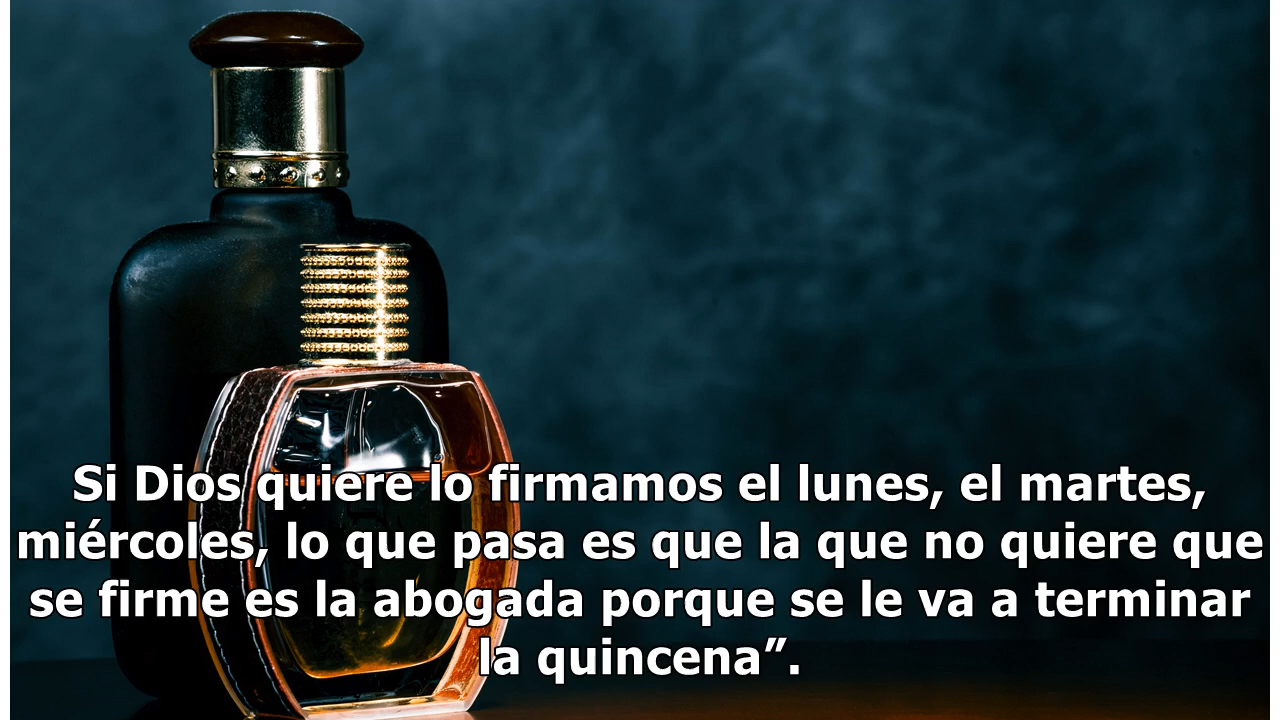 Si Dios quiere lo firmamos el lunes, el martes,
miércoles, lo que pasa es que la que no quiere que
se firme es la abogada porque se le va a terminar
la quincena”.